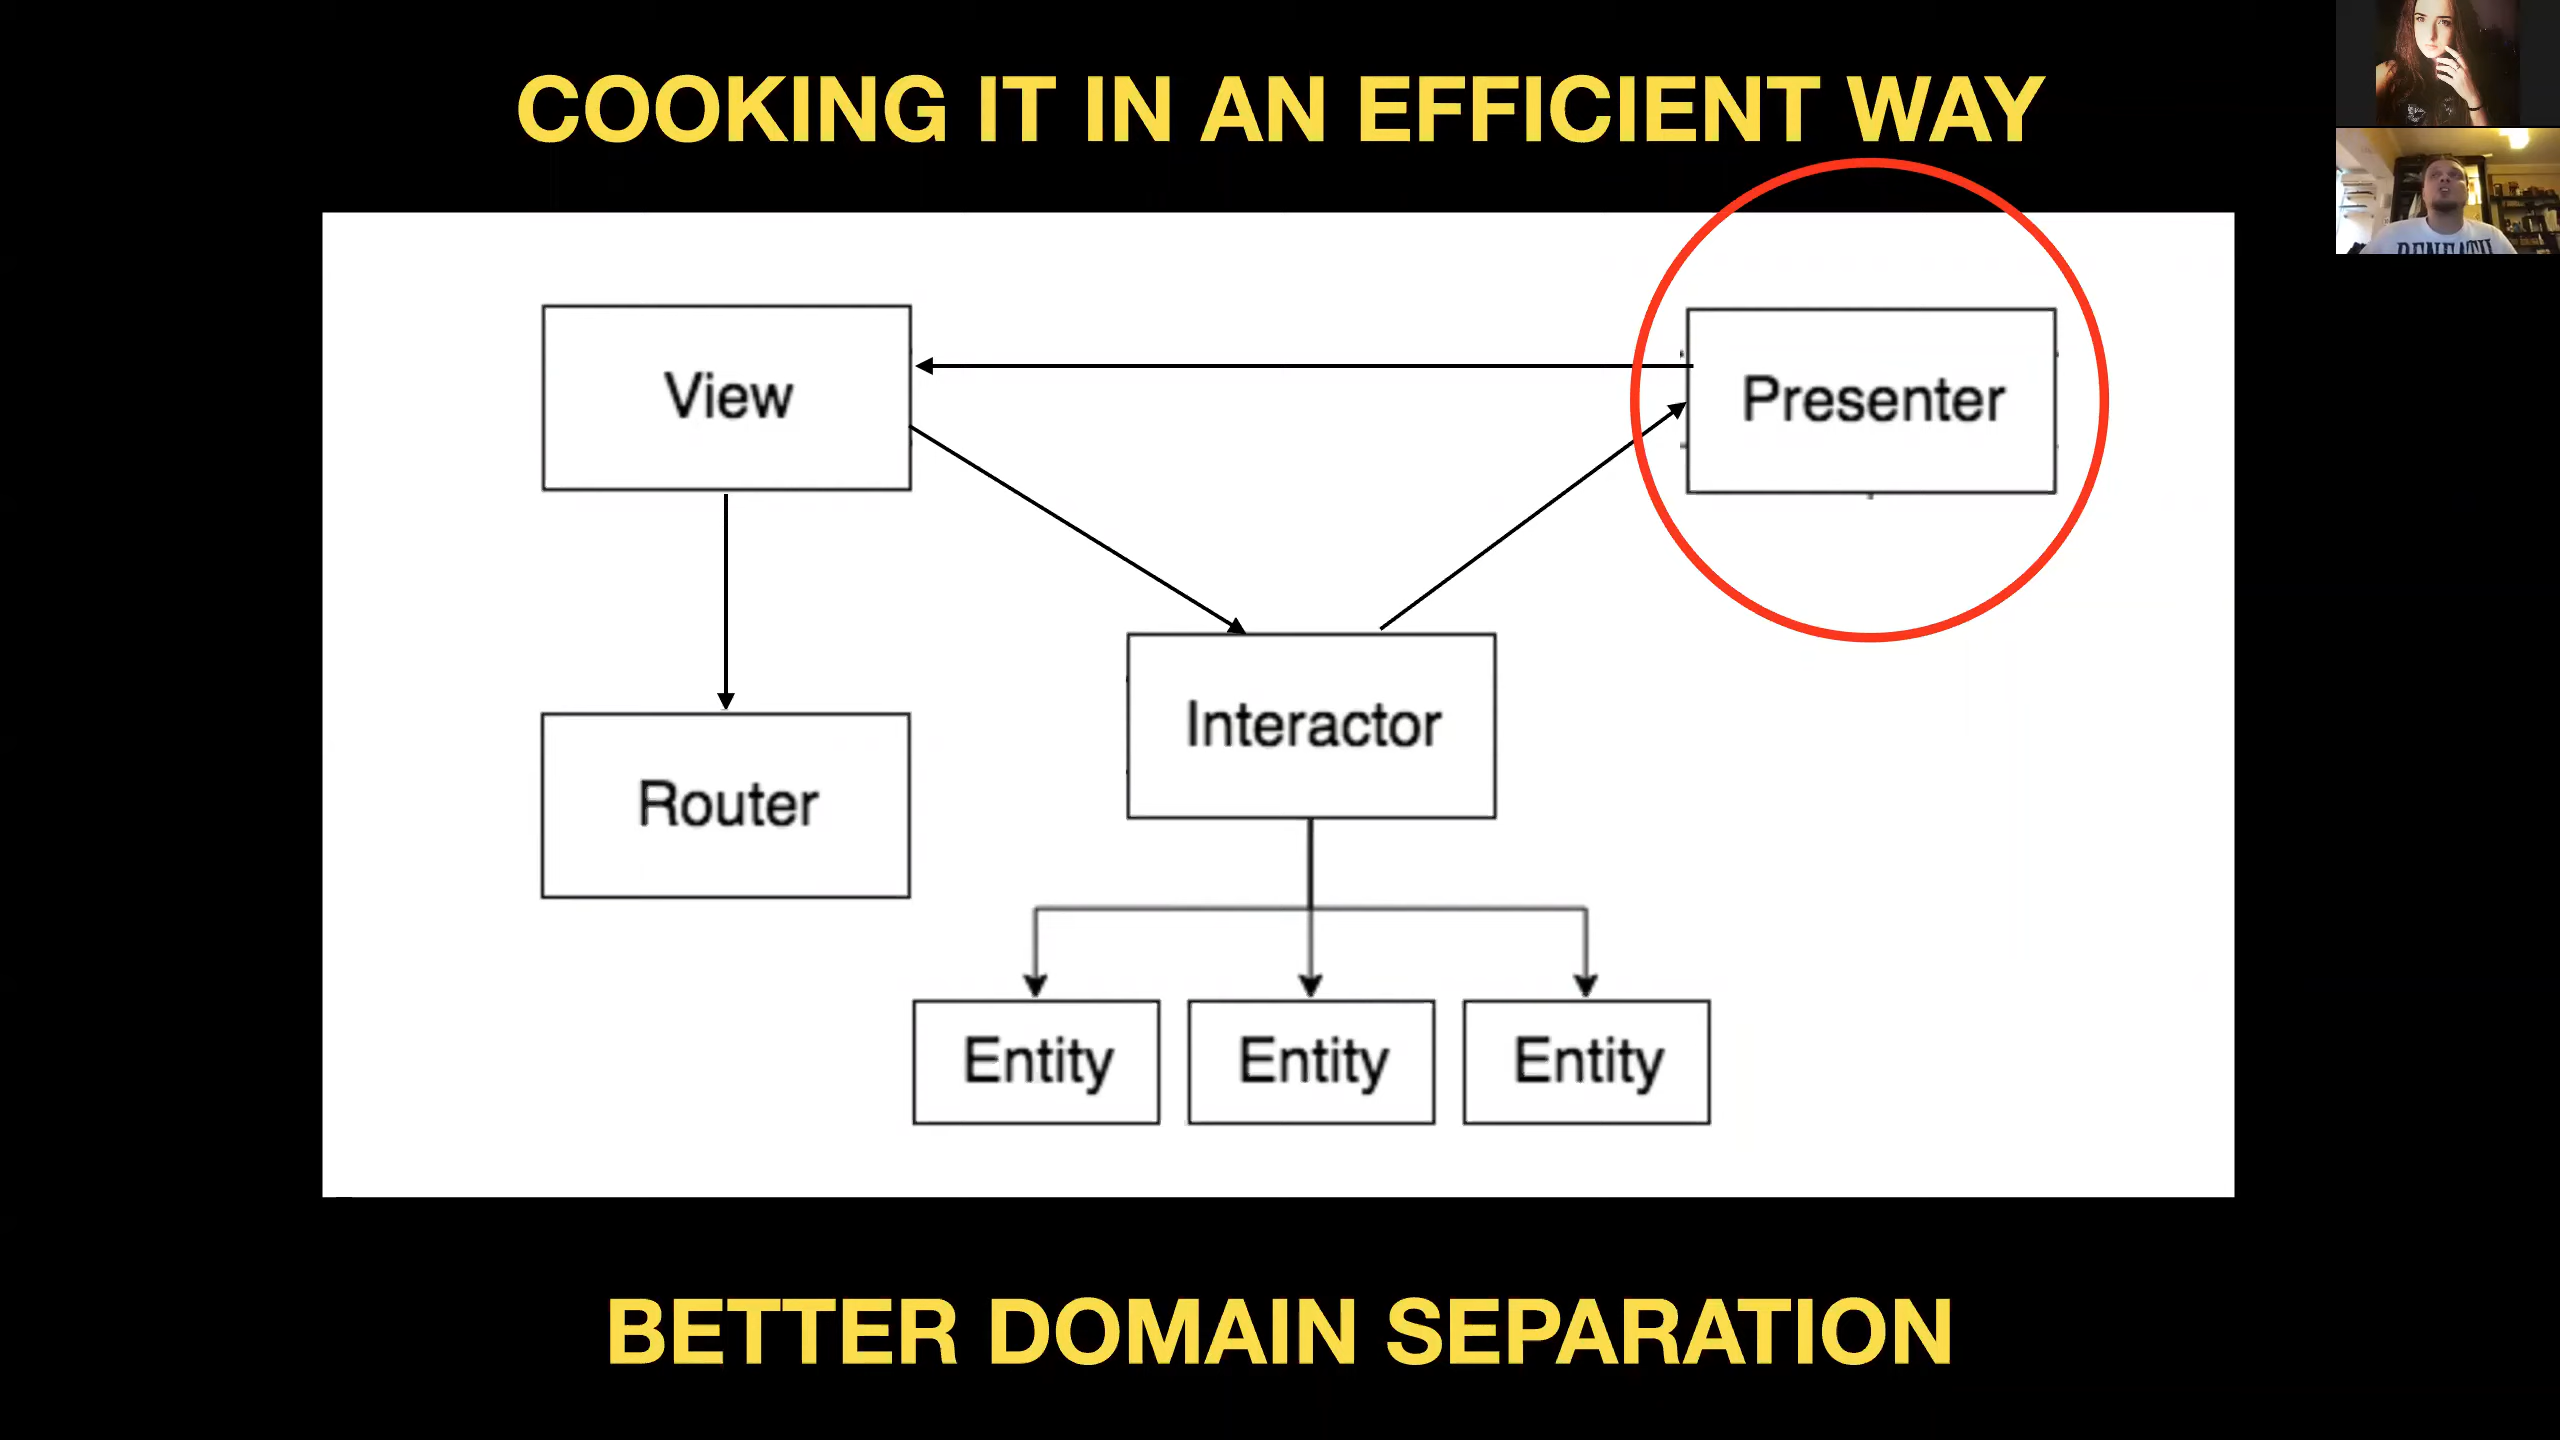 COOKING IT IN AN EFFICIENT WAY
View
Presenter
Interactor
Router
Entity Entity Entity
BETTER DOMAIN SEPARATION